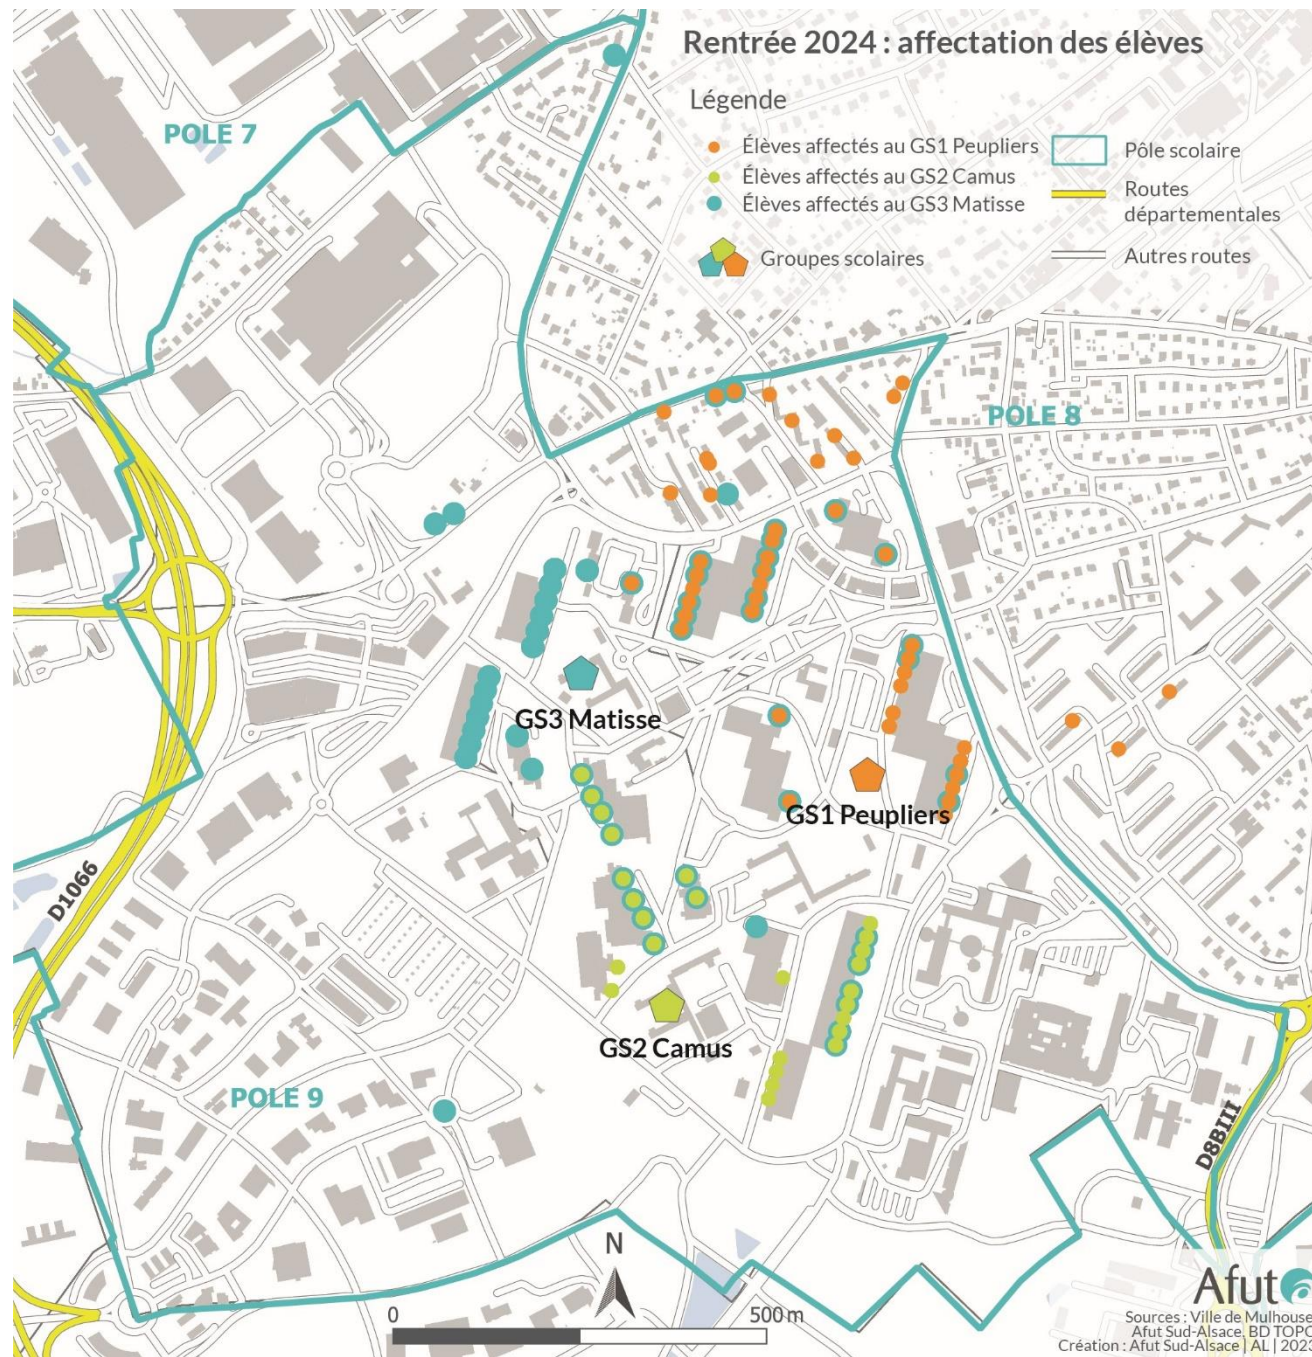 Rentrée 2024 : affectation des élèves
Légende
Élèves affectés au GS1 Peupliers
Élèves affectés au GS2 Camus
Élèves affectés au GS3 Matisse
Groupes scolaires
Pôle scolaire
Routes
départementales
Autres routes
POLE 7
POLE 8
GS3 Matisse
GS1 Peupliers
D1066
GS2 Camus
POLE 9
D8BIII
N
0
500 m
Afut
Sources : Ville de Mulhouse
Afut Sud-Alsace, BD TOPO
Création : Afut Sud-Alsace | AL | 2023